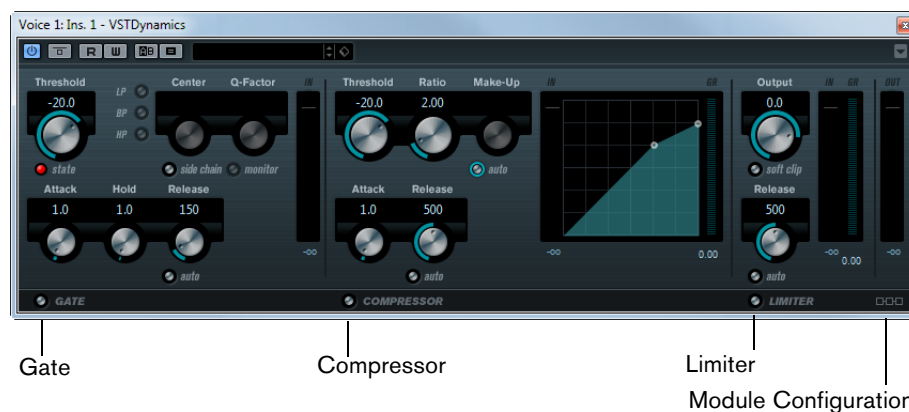 Voice 1: Ins. 1 - VSTDynamics
R W AB
Threshold
-20.0
LP
BP
HP
Center Q-Factor
IN
state
side chain monitor
Attack Hold Release
1.0 1.0 150
auto
-∞
Threshold Ratio Make-Up
-20.0 2.00
auto
Attack Release
1.0 500
auto
IN GR
-∞ 0.00
Output
0.0
soft clip
Release
500
auto
IN GR
-∞ 0.00
OUT
-∞
GATE COMPRESSOR LIMITER
Gate Compressor Limiter
Module Configuration